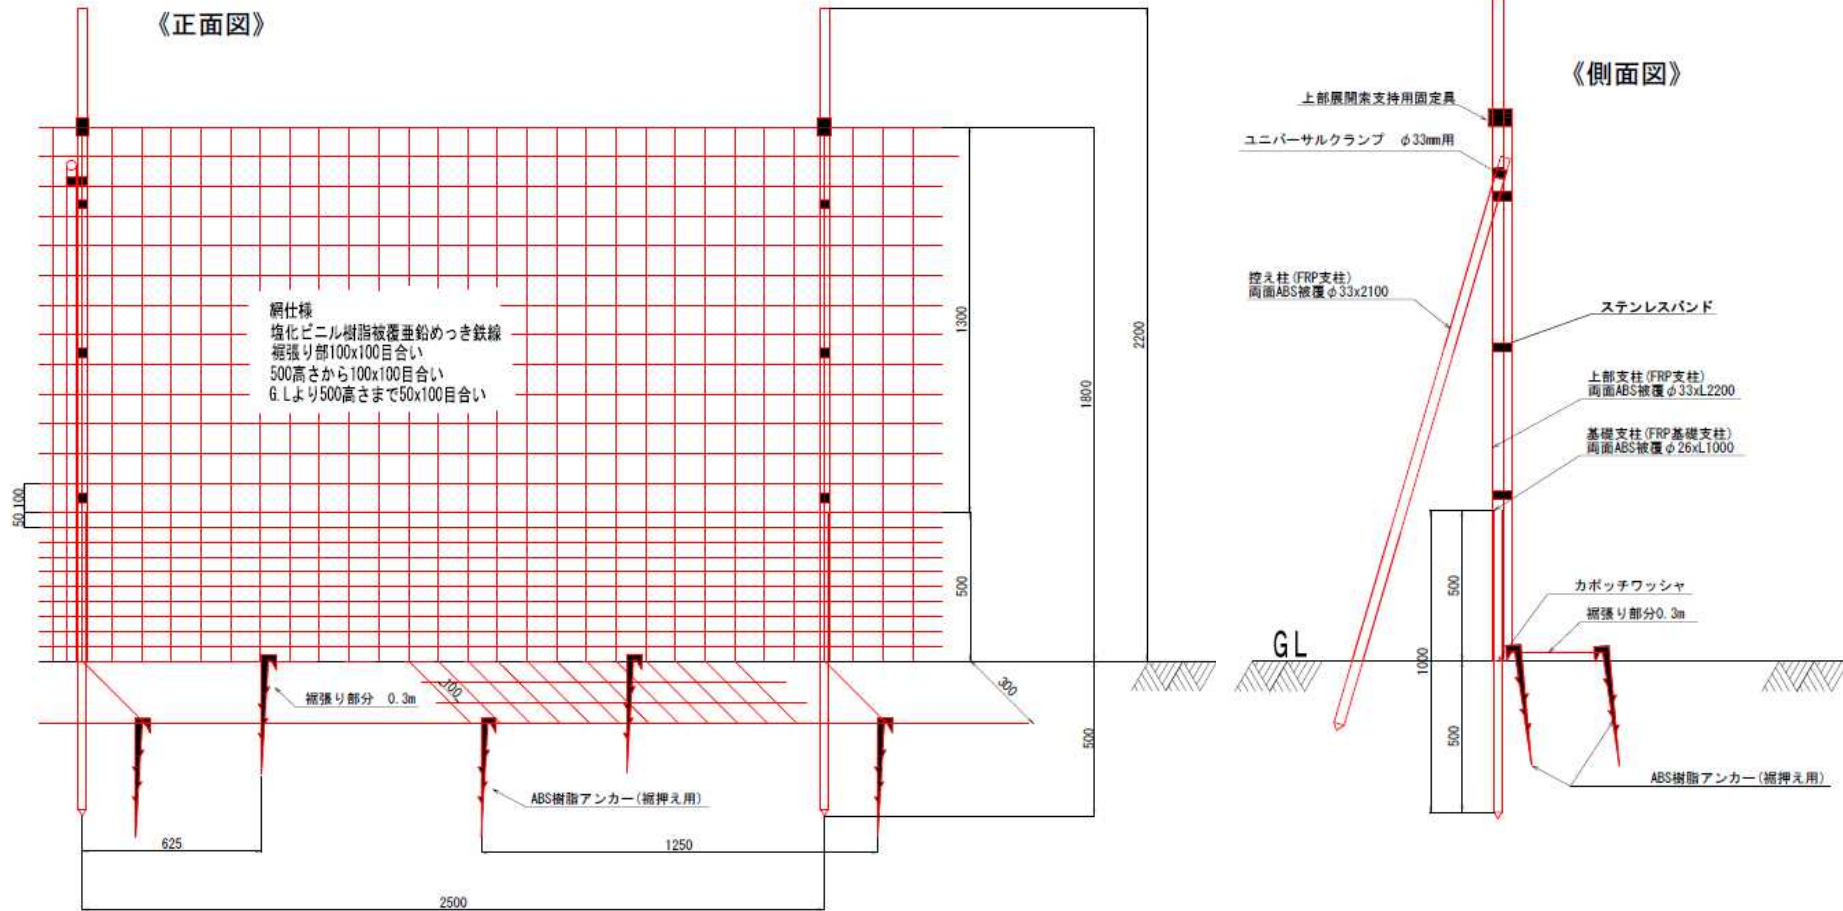 《正面図》
網仕様
塩化ビニル樹脂被覆亜鉛めっき鉄線
裾張り部100x100目合い
500高さから100x100目合い
G.Lより500高さまで50x100目合い
100
50
1300
500
2200
1800
500
100
300
裾張り部分 0.3m
ABS樹脂アンカー(裾押え用)
625
1250
2500
《側面図》
上部展開索支持用固定具
ユニバーサルクランプ φ33mm用
控え柱(FRP支柱)
両面ABS被覆φ33x2100
ステンレスバンド
上部支柱(FRP支柱)
両面ABS被覆φ33xL2200
基礎支柱(FRP基礎支柱)
両面ABS被覆φ26xL1000
カポッチワッシャ
裾張り部分0.3m
GL
500
1000
500
ABS樹脂アンカー(裾押え用)